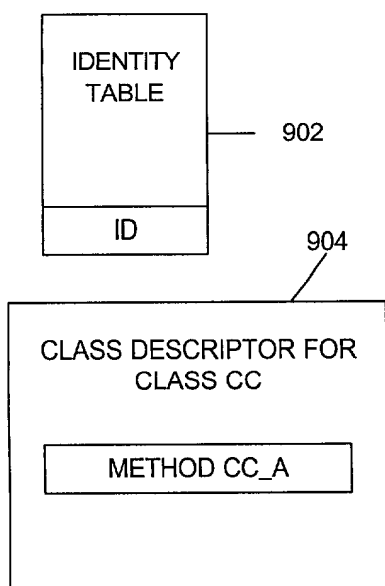 IDENTITY
TABLE
902
ID
904
CLASS DESCRIPTOR FOR
CLASS CC
METHOD CC_A